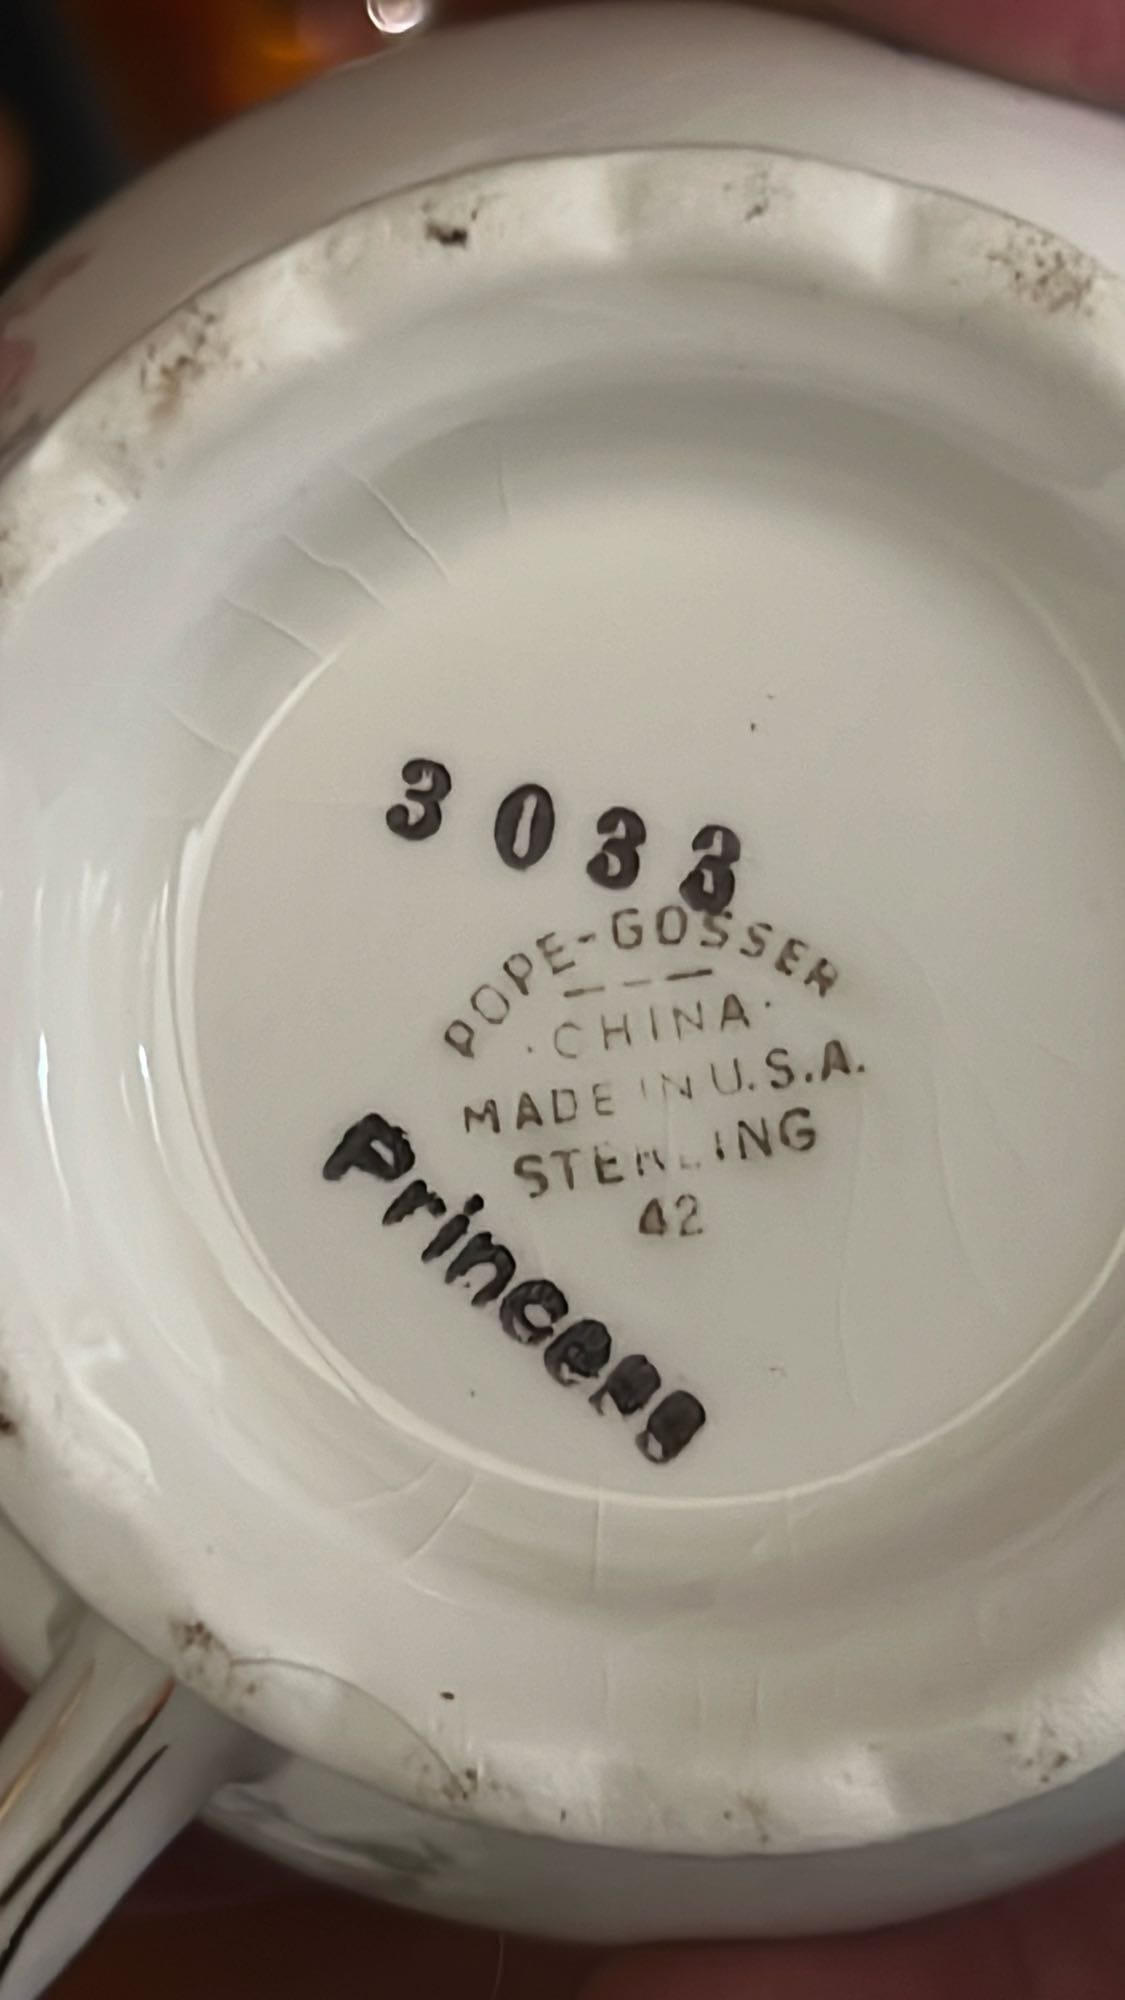 3033
POPE-GOSSER
·CHINA·
MADE IN U.S.A.
STERLING
42
Princess